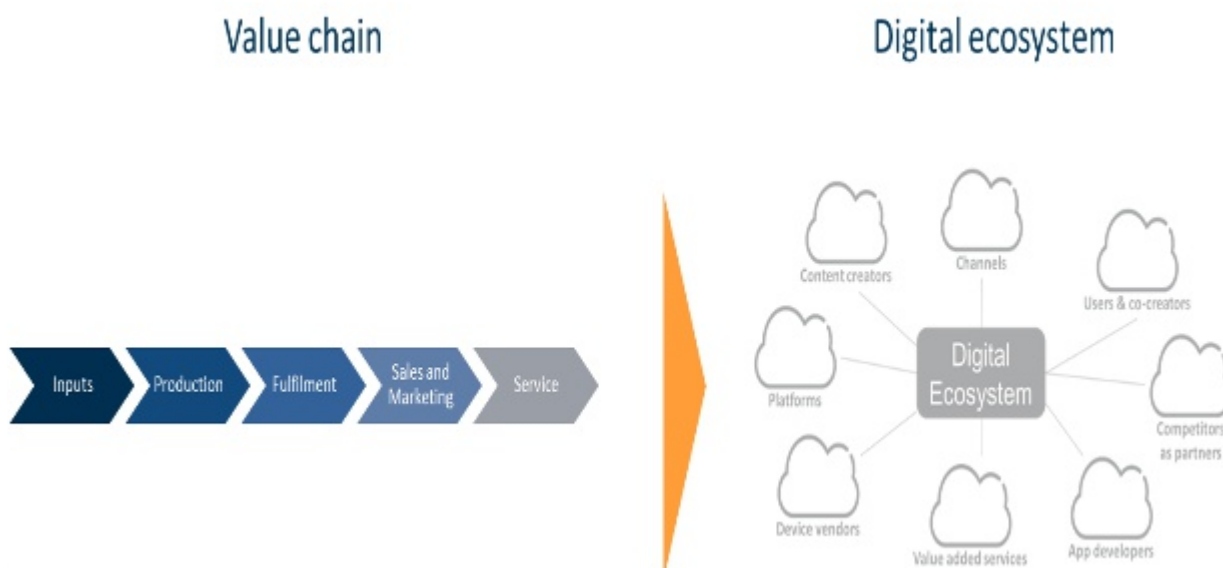 Value chain
Digital ecosystem
Inputs
Production
Fulfilment
Sales and
Marketing
Service
Content creators
Channels
Users & co-creators
Platforms
Digital
Ecosystem
Competitors
as partners
Device vendors
Value added services
App developers